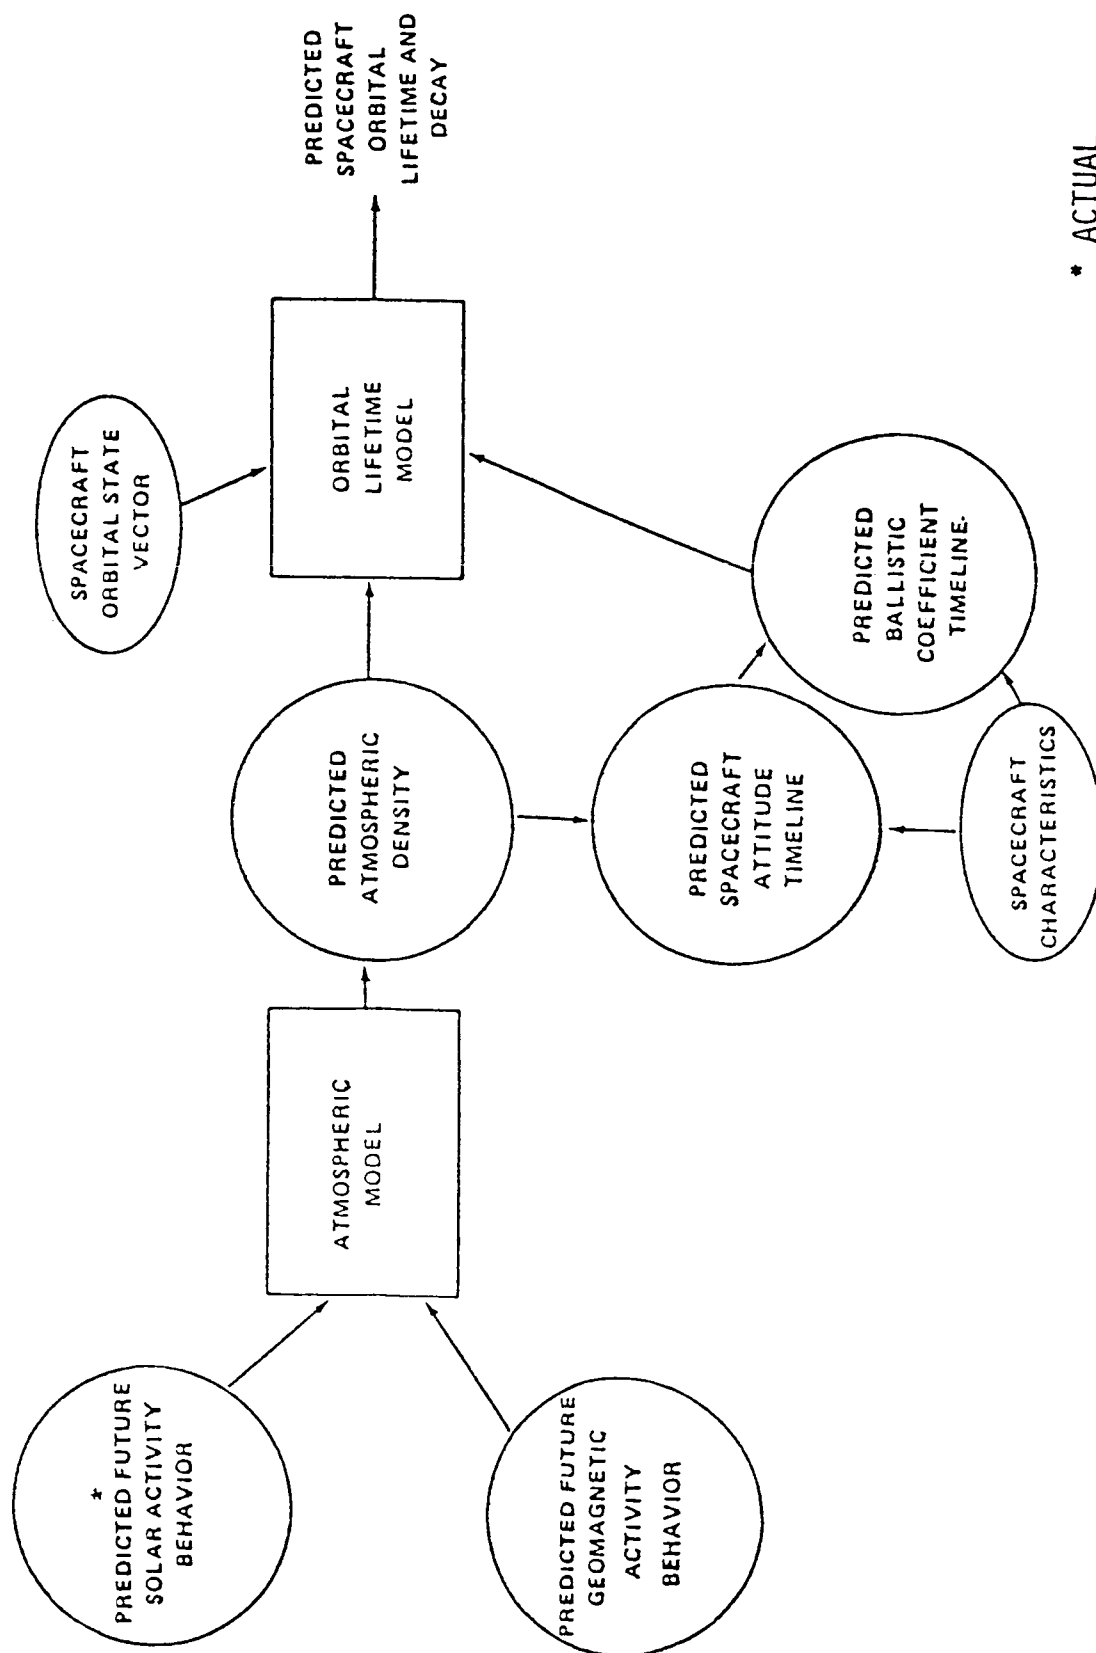 *
PREDICTED FUTURE
SOLAR ACTIVITY
BEHAVIOR
PREDICTED FUTURE
GEOMAGNETIC
ACTIVITY
BEHAVIOR
ATMOSPHERIC
MODEL
PREDICTED
ATMOSPHERIC
DENSITY
PREDICTED
SPACECRAFT
ATTITUDE
TIMELINE
SPACECRAFT
CHARACTERISTICS
SPACECRAFT
ORBITAL STATE
VECTOR
PREDICTED
BALLISTIC
COEFFICIENT
TIMELINE.
ORBITAL
LIFETIME
MODEL
PREDICTED
SPACECRAFT
ORBITAL
LIFETIME AND
DECAY
* ACTUAL